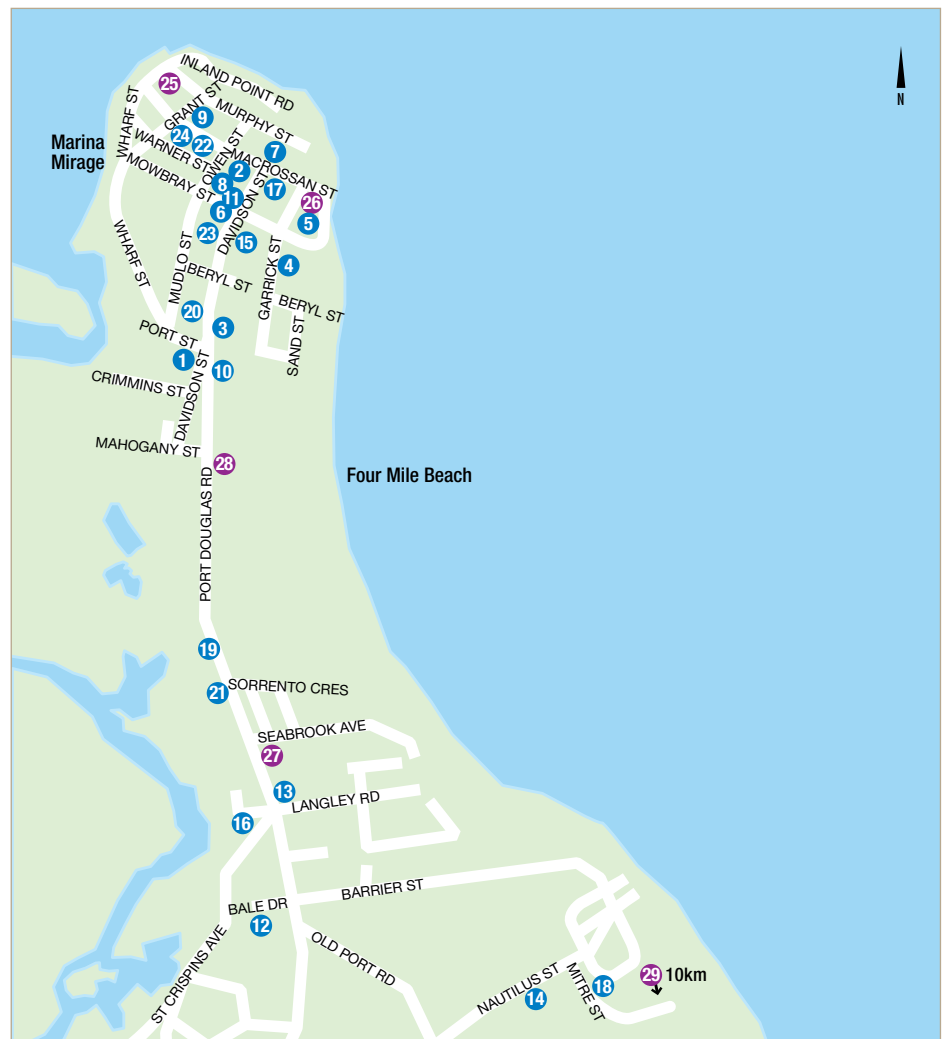 INLAND POINT RD
25
N
GRANT ST
WHARF ST
9
MURPHY ST
Marina
Mirage
24
22
WARNER ST
OWEN ST
7
MACROSSAN ST
MOWBRAY ST
2
8
17
11
DAVIDSON ST
26
6
5
WHARF ST
MUDLO ST
23
15
GARRICK ST
4
BERYL ST
BERYL ST
20
3
SAND ST
PORT ST
1
10
CRIMMINS ST
DAVIDSON ST
MAHOGANY ST
28
Four Mile Beach
PORT DOUGLAS RD
19
21
SORRENTO CRES
SEABROOK AVE
27
13
LANGLEY RD
16
BARRIER ST
BALE DR
12
OLD PORT RD
ST CRISPINS AVE
NAUTILUS ST
14
MITRE ST
18
29
10km